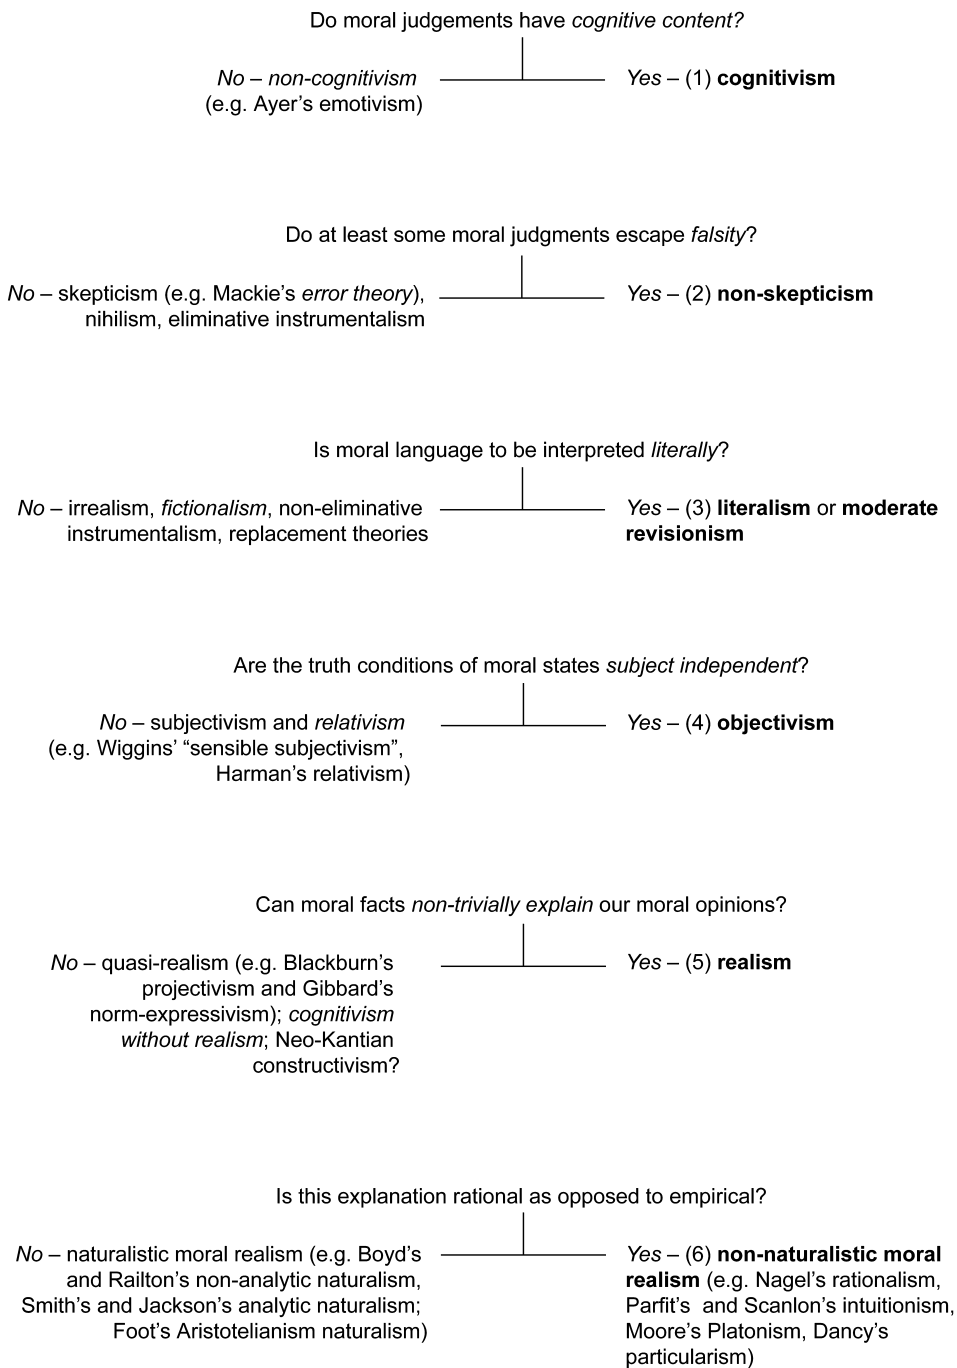 Do moral judgements have cognitive content?
No – non-cognitivism
(e.g. Ayer’s emotivism)
Yes – (1) cognitivism
Do at least some moral judgments escape falsity?
No – skepticism (e.g. Mackie’s error theory),
nihilism, eliminative instrumentalism
Yes – (2) non-skepticism
Is moral language to be interpreted literally?
No – irrealism, fictionalism, non-eliminative
instrumentalism, replacement theories
Yes – (3) literalism or moderate
revisionism
Are the truth conditions of moral states subject independent?
No – subjectivism and relativism
(e.g. Wiggins’ “sensible subjectivism”,
Harman’s relativism)
Yes – (4) objectivism
Can moral facts non-trivially explain our moral opinions?
No – quasi-realism (e.g. Blackburn’s
projectivism and Gibbard’s
norm-expressivism); cognitivism
without realism; Neo-Kantian
constructivism?
Yes – (5) realism
Is this explanation rational as opposed to empirical?
No – naturalistic moral realism (e.g. Boyd’s
and Railton’s non-analytic naturalism,
Smith’s and Jackson’s analytic naturalism;
Foot’s Aristotelianism naturalism)
Yes – (6) non-naturalistic moral
realism (e.g. Nagel’s rationalism,
Parfit’s and Scanlon’s intuitionism,
Moore’s Platonism, Dancy’s
particularism)